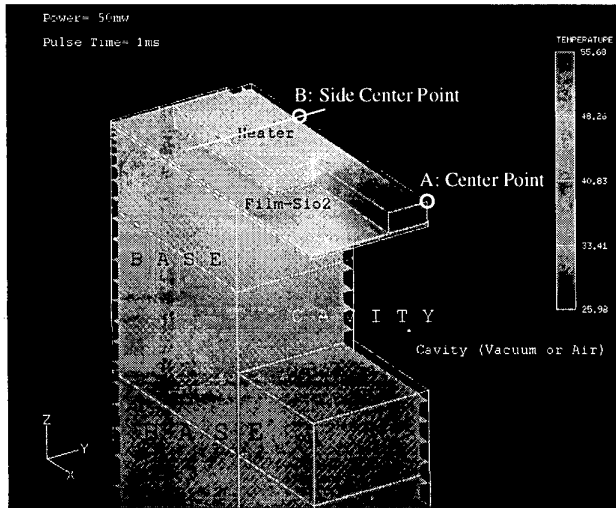 Power= 50mw
Pulse Time= 1ms
TEMPERATURE
55.68
48.26
40.83
33.41
25.98
B: Side Center Point
Heater
A: Center Point
Film-Sio2
BASE
CAVITY
Cavity (Vacuum or Air)
BASE
Z
Y
X